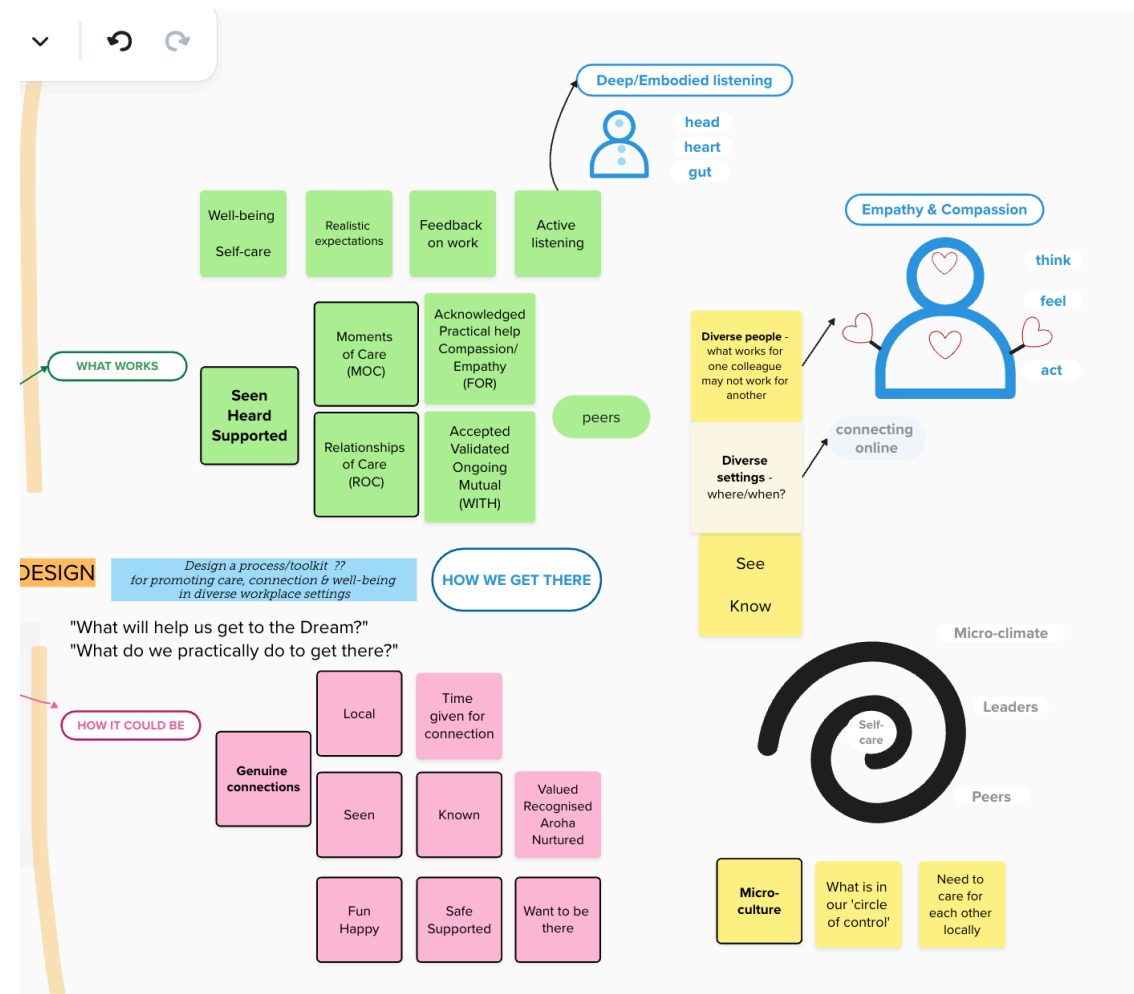 Deep/Embodied listening
head
heart
gut
Well-being
Self-care
Realistic
expectations
Feedback
on work
Active
listening
Empathy & Compassion
think
feel
act
WHAT WORKS
Seen
Heard
Supported
Moments
of Care
(MOC)
Acknowledged
Practical help
Compassion/
Empathy
(FOR)
Relationships
of Care
(ROC)
Accepted
Validated
Ongoing
Mutual
(WITH)
peers
Diverse people -
what works for
one colleague
may not work for
another
Diverse
settings -
where/when?
connecting
online
See
Know
DESIGN
Design a process/toolkit ??
for promoting care, connection & well-being
in diverse workplace settings
HOW WE GET THERE
"What will help us get to the Dream?"
"What do we practically do to get there?"
HOW IT COULD BE
Genuine
connections
Local
Time
given for
connection
Seen
Known
Valued
Recognised
Aroha
Nurtured
Fun
Happy
Safe
Supported
Want to be
there
Micro-climate
Leaders
Self-
care
Peers
Micro-
culture
What is in
our 'circle
of control'
Need to
care for
each other
locally